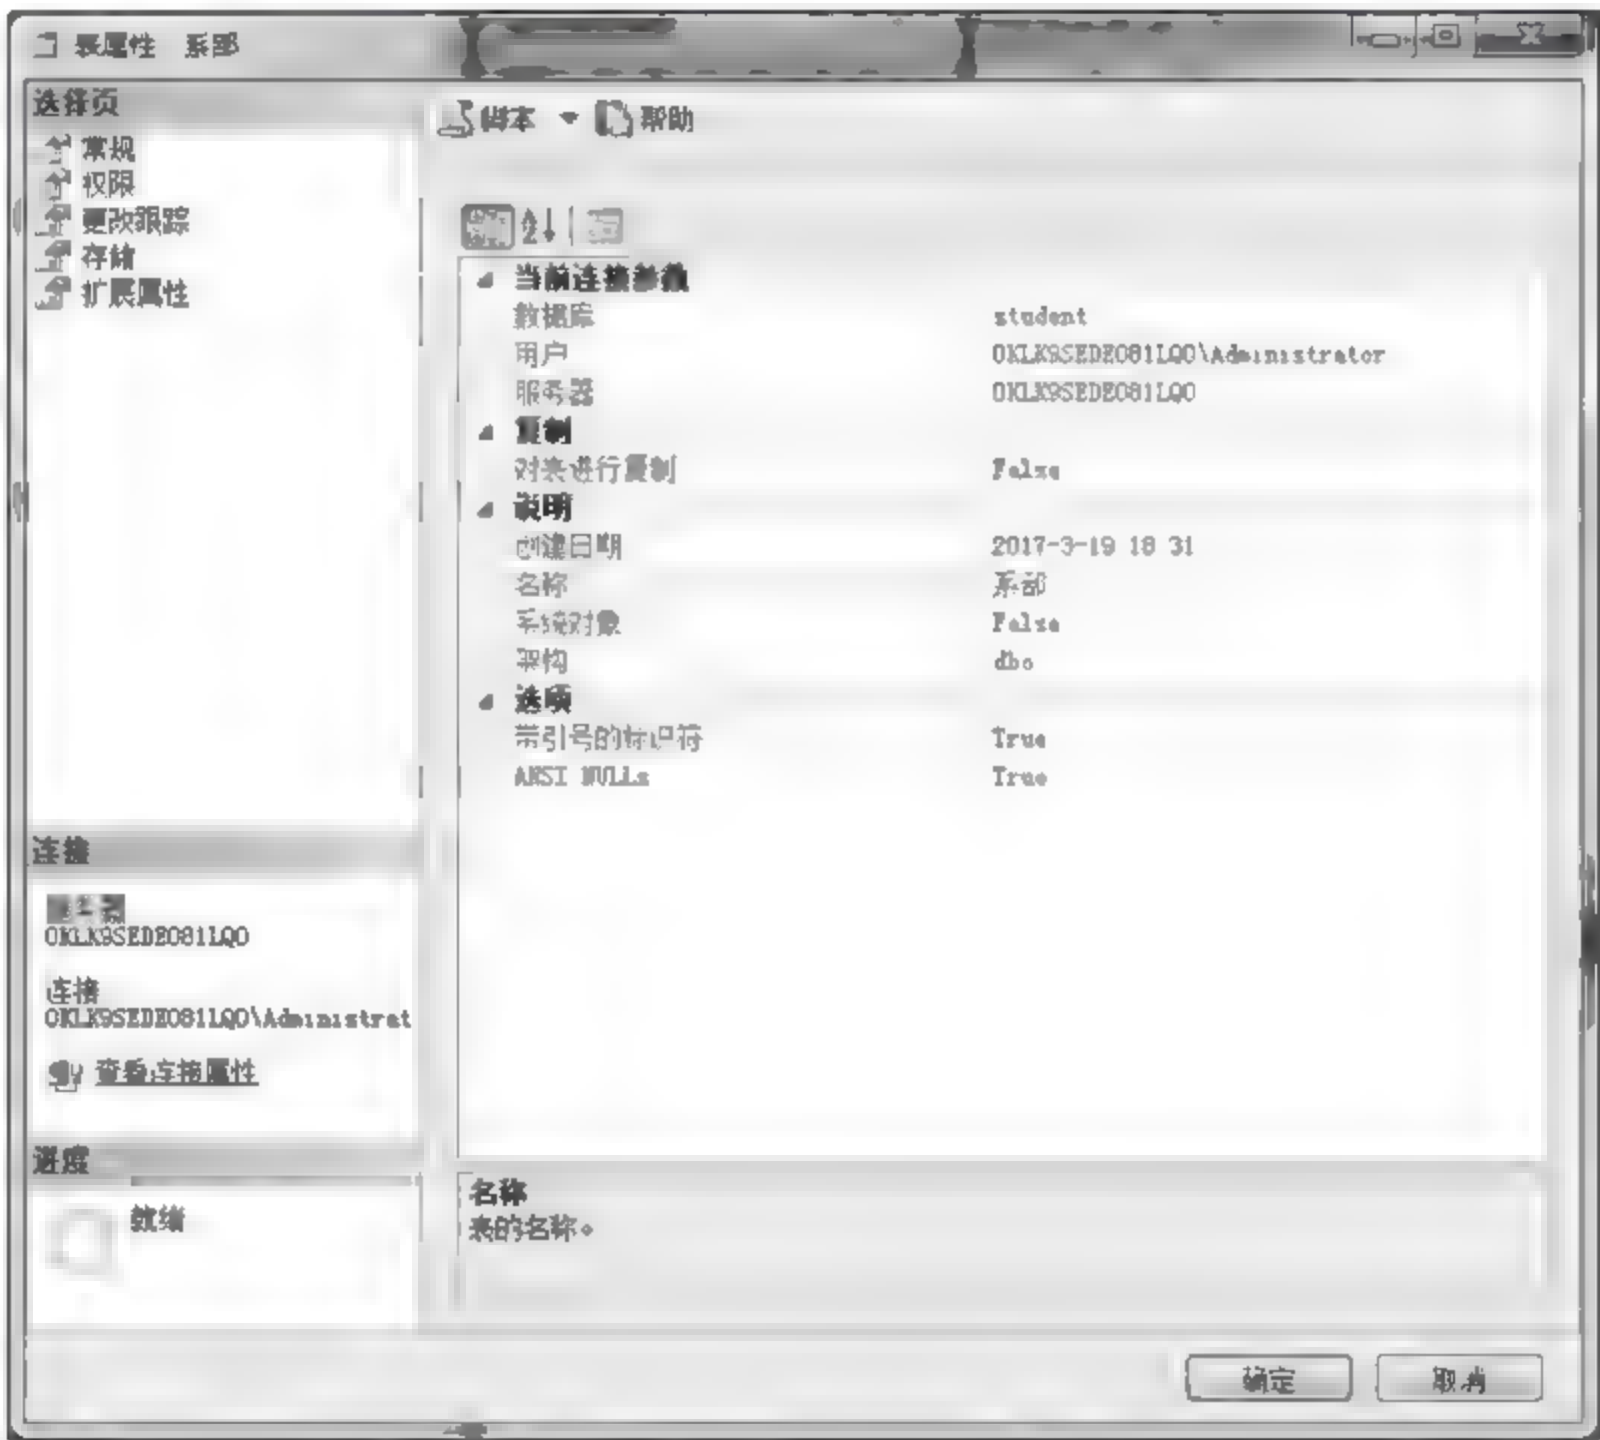 表属性 系部
选择页
常规
权限
更改跟踪
存储
扩展属性
脚本 帮助
当前连接参数
数据库 student
用户 OKLK9SEDE081LQO\Administrator
服务器 OKLK9SEDE081LQO
复制
对表进行复制 False
说明
创建日期 2017-3-19 18 31
名称 系部
系统对象 False
架构 dbo
选项
带引号的标识符 True
ANSI NULLs True
连接
OKLK9SEDE081LQO
连接
OKLK9SEDE081LQO\Administrat
查看连接属性
进度
就绪
名称
表的名称。
确定 取消